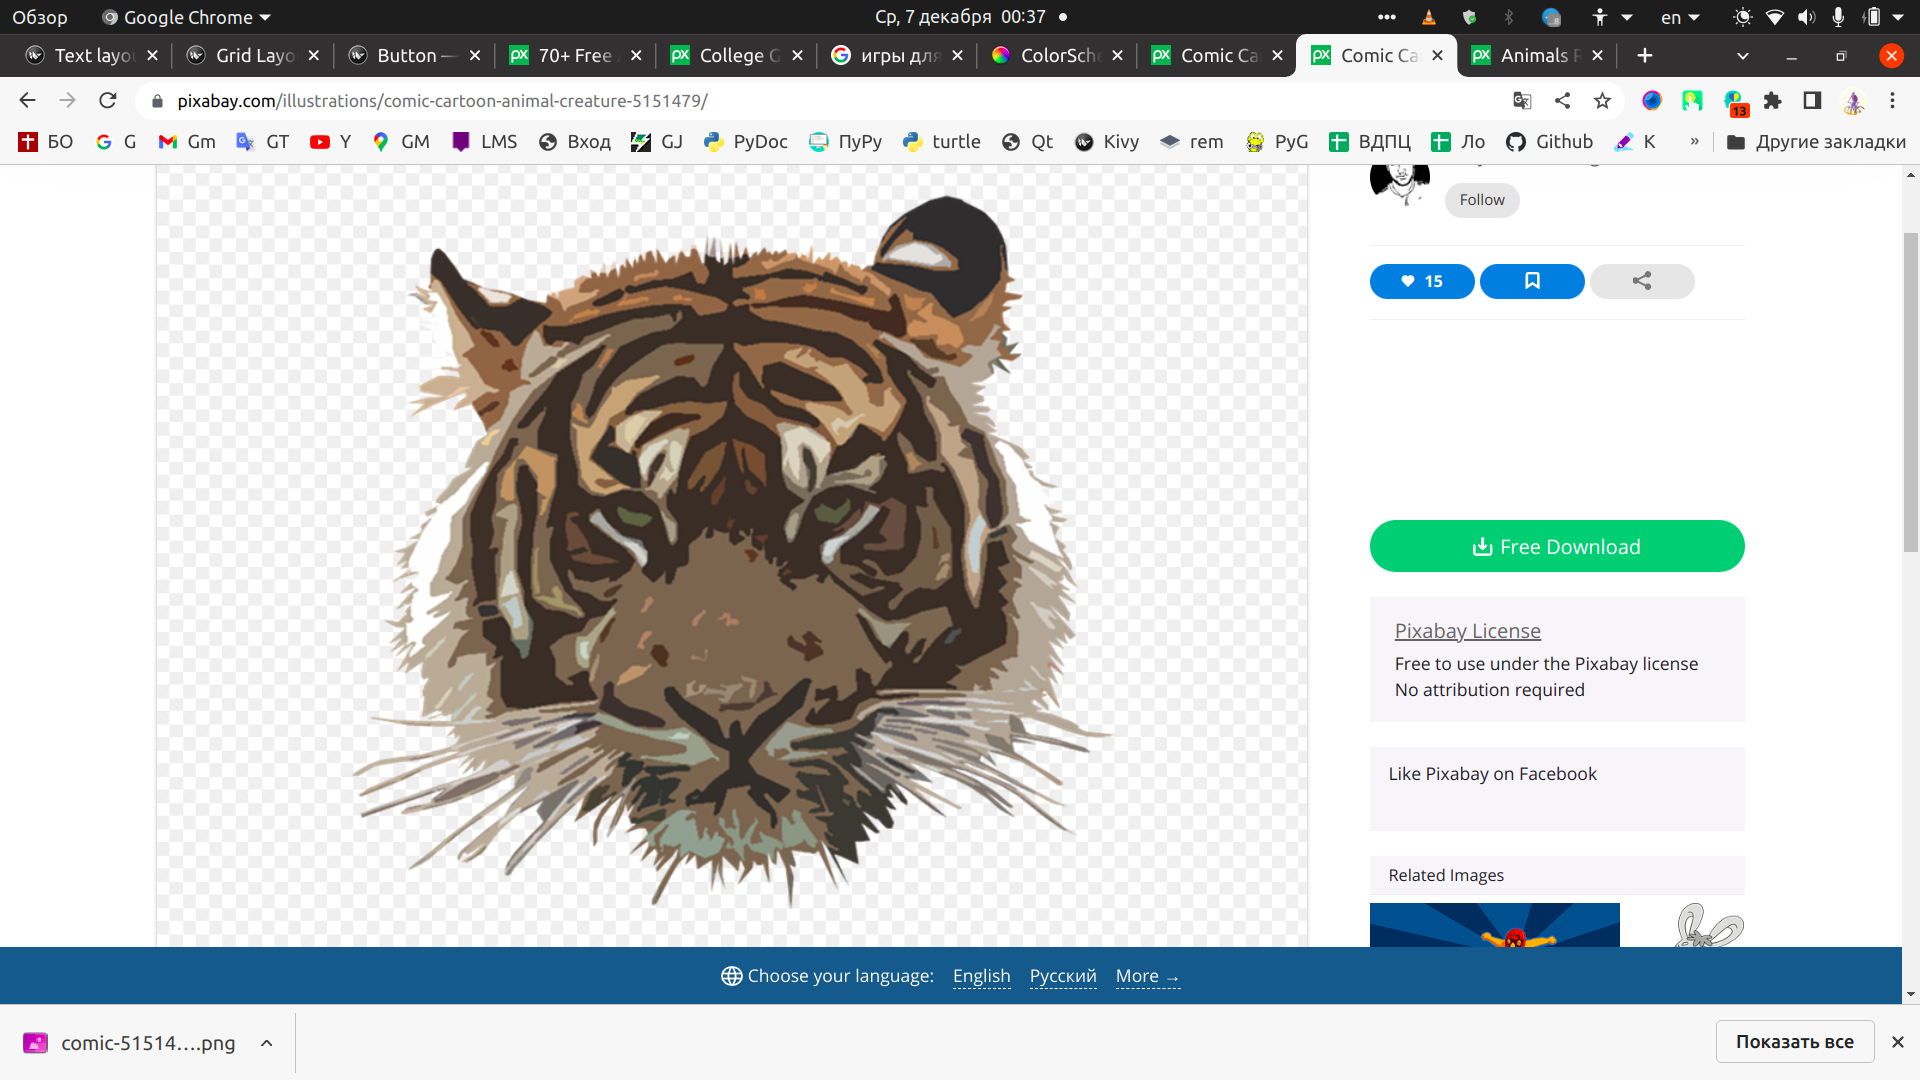 Обзор Google Chrome Ср, 7 декабря 00:37 en
Text layou Grid Layo Button — 70+ Free College G игры для ColorSche Comic Ca Comic Ca Animals R
pixabay.com/illustrations/comic-cartoon-animal-creature-5151479/ 13
БО G Gm GT Y GM LMS Вход GJ PyDoc ПуРу turtle Qt Kivy rem PyG ВДПЦ Ло Github К » Другие закладки
Follow
15
Free Download
Pixabay License
Free to use under the Pixabay license
No attribution required
Like Pixabay on Facebook
Related Images
Choose your language: English Русский More →
comic-51514....png Показать все